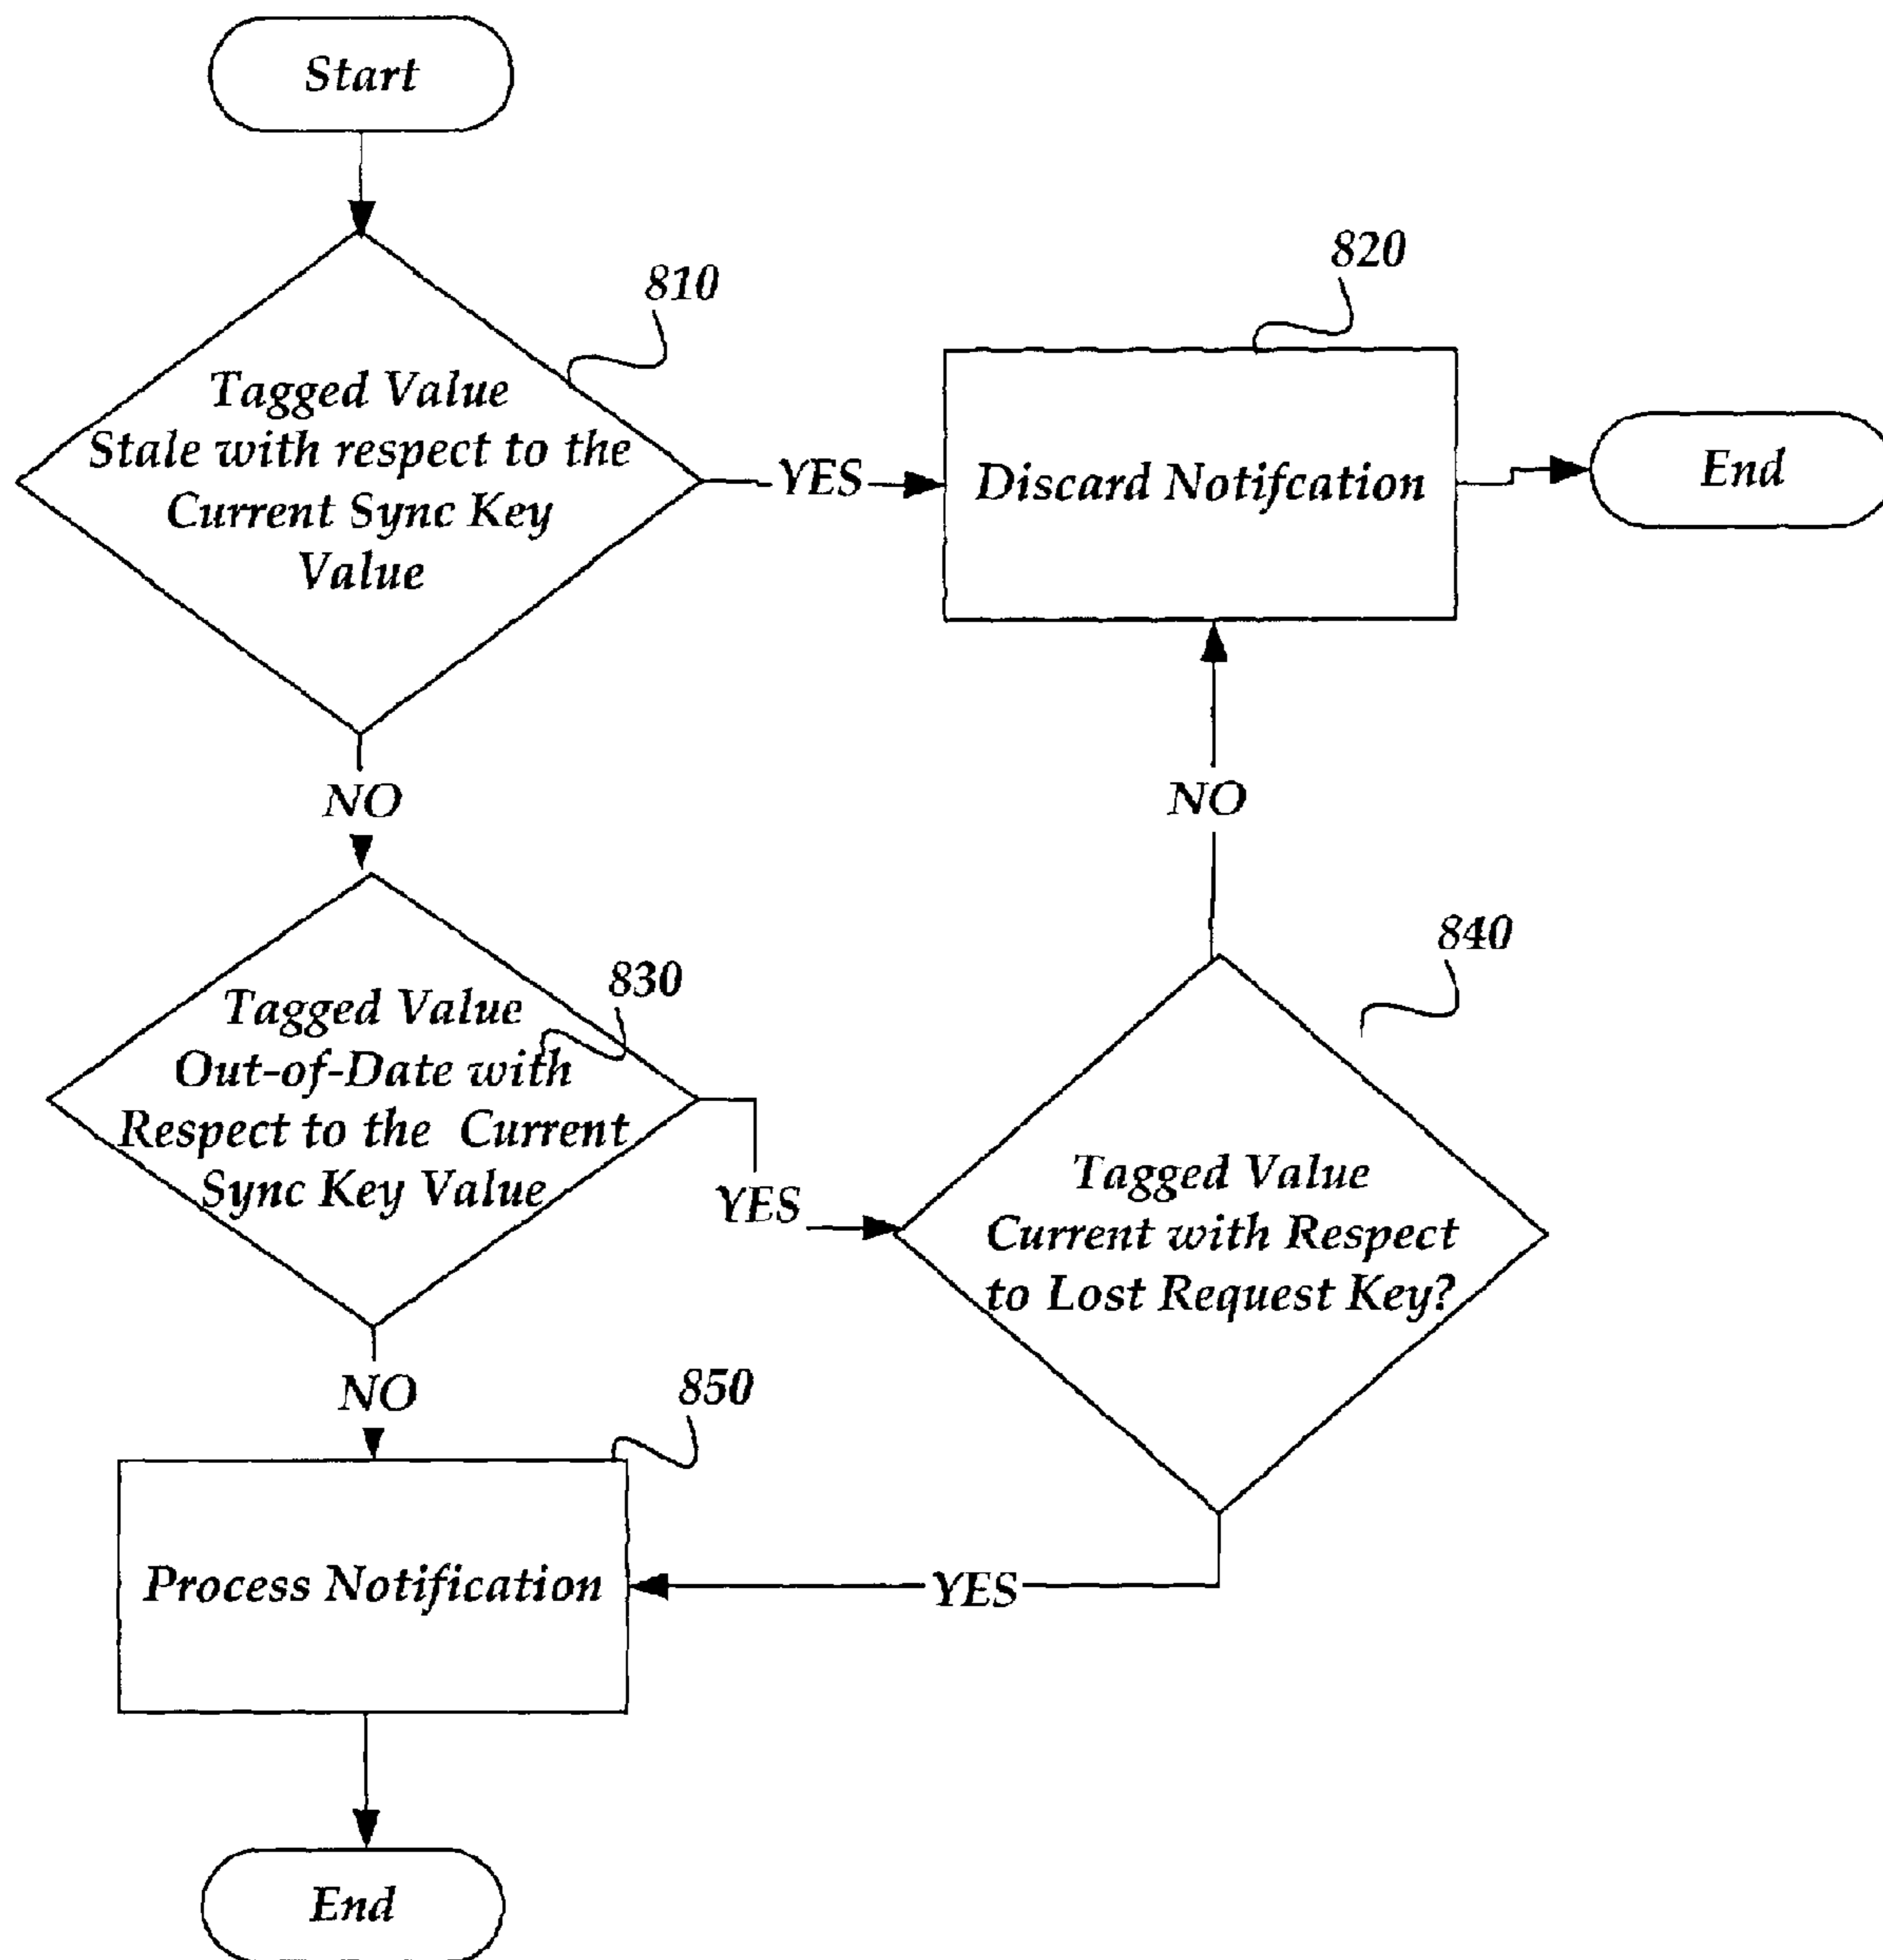 Start
810
Tagged Value
Stale with respect to the
Current Sync Key
Value
YES
820
Discard Notifcation
End
NO
NO
830
Tagged Value
Out-of-Date with
Respect to the Current
Sync Key Value
YES
840
Tagged Value
Current with Respect
to Lost Request Key?
NO
850
Process Notification
YES
End